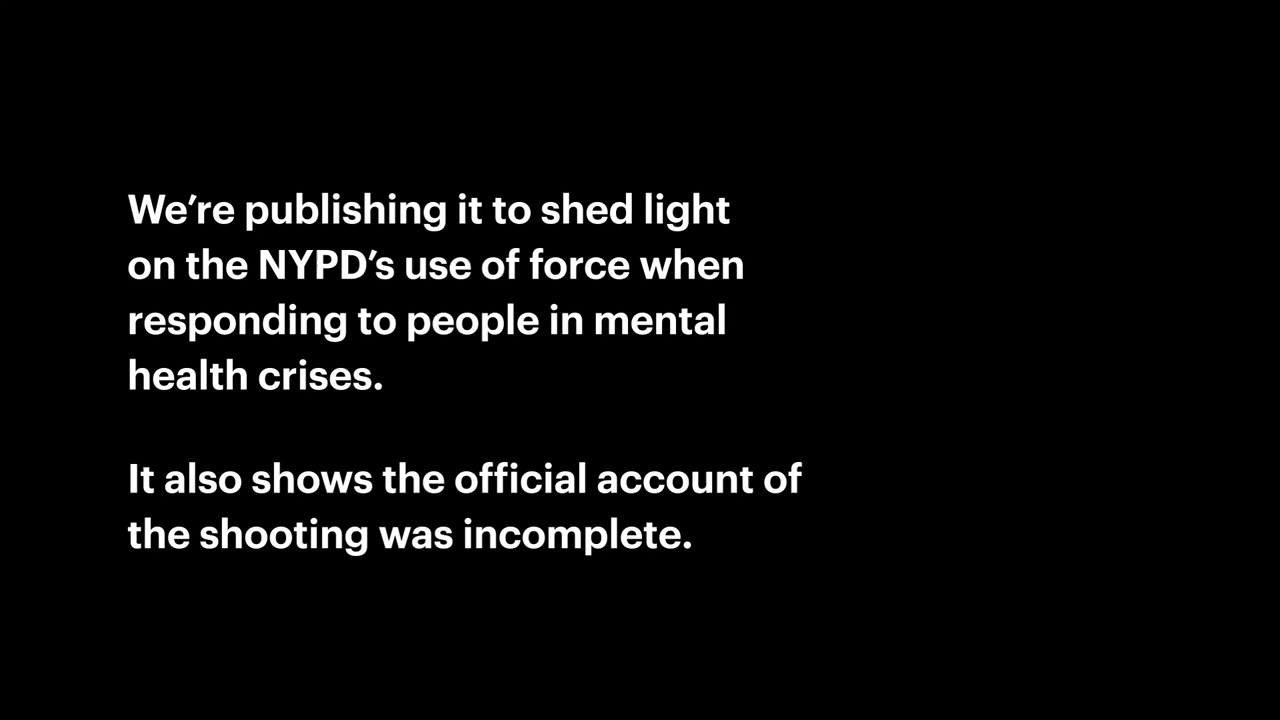 We’re publishing it to shed light
on the NYPD’s use of force when
responding to people in mental
health crises.
It also shows the official account of
the shooting was incomplete.